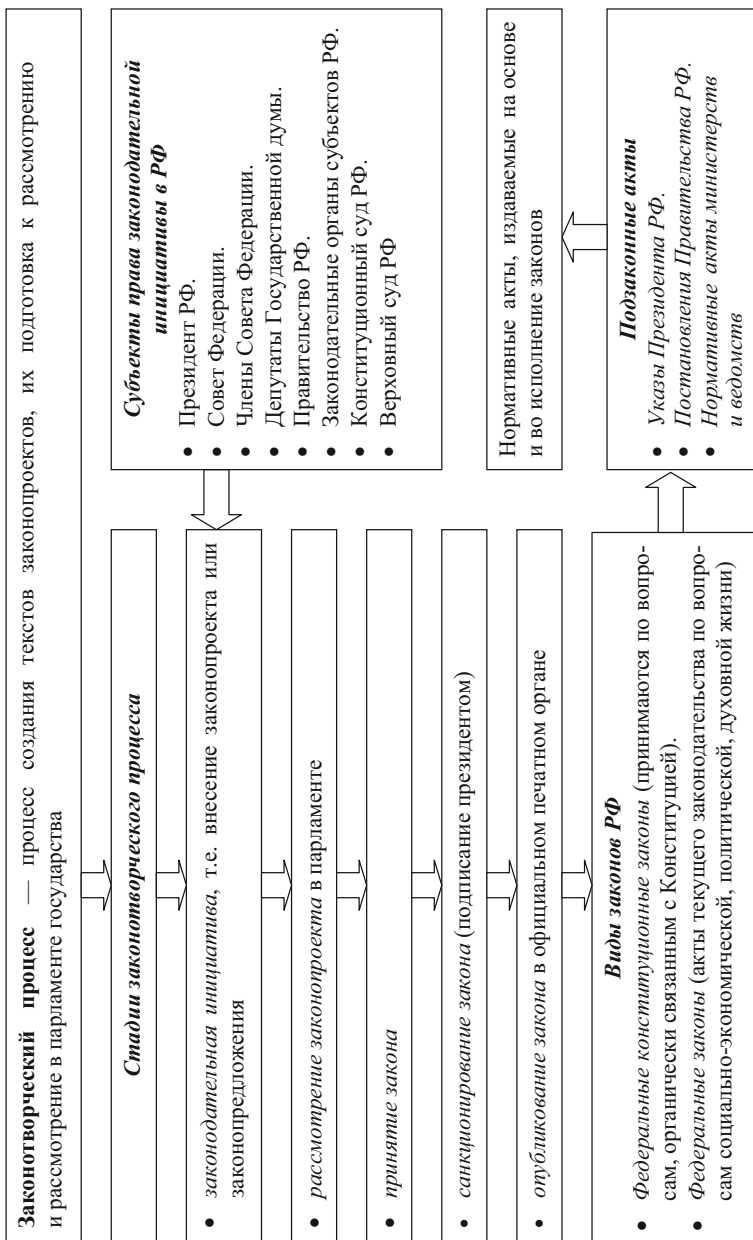 Законотворческий процесс — процесс создания текстов законопроектов, их подготовка к рассмотрению
и рассмотрение в парламенте государства
Стадии законотворческого процесса
• законодательная инициатива, т.е. внесение законопроекта или
законопредложения
• рассмотрение законопроекта в парламенте
• принятие закона
• санкционирование закона (подписание президентом)
• опубликование закона в официальном печатном органе
Виды законов РФ
• Федеральные конституционные законы (принимаются по вопро-
сам, органически связанным с Конституцией).
• Федеральные законы (акты текущего законодательства по вопро-
сам социально-экономической, политической, духовной жизни)
Субъекты права законодательной
инициативы в РФ
• Президент РФ.
• Совет Федерации.
• Члены Совета Федерации.
• Депутаты Государственной думы.
• Правительство РФ.
• Законодательные органы субъектов РФ.
• Конституционный суд РФ.
• Верховный суд РФ
Нормативные акты, издаваемые на основе
и во исполнение законов
Подзаконные акты
• Указы Президента РФ.
• Постановления Правительства РФ.
• Нормативные акты министерств
и ведомств